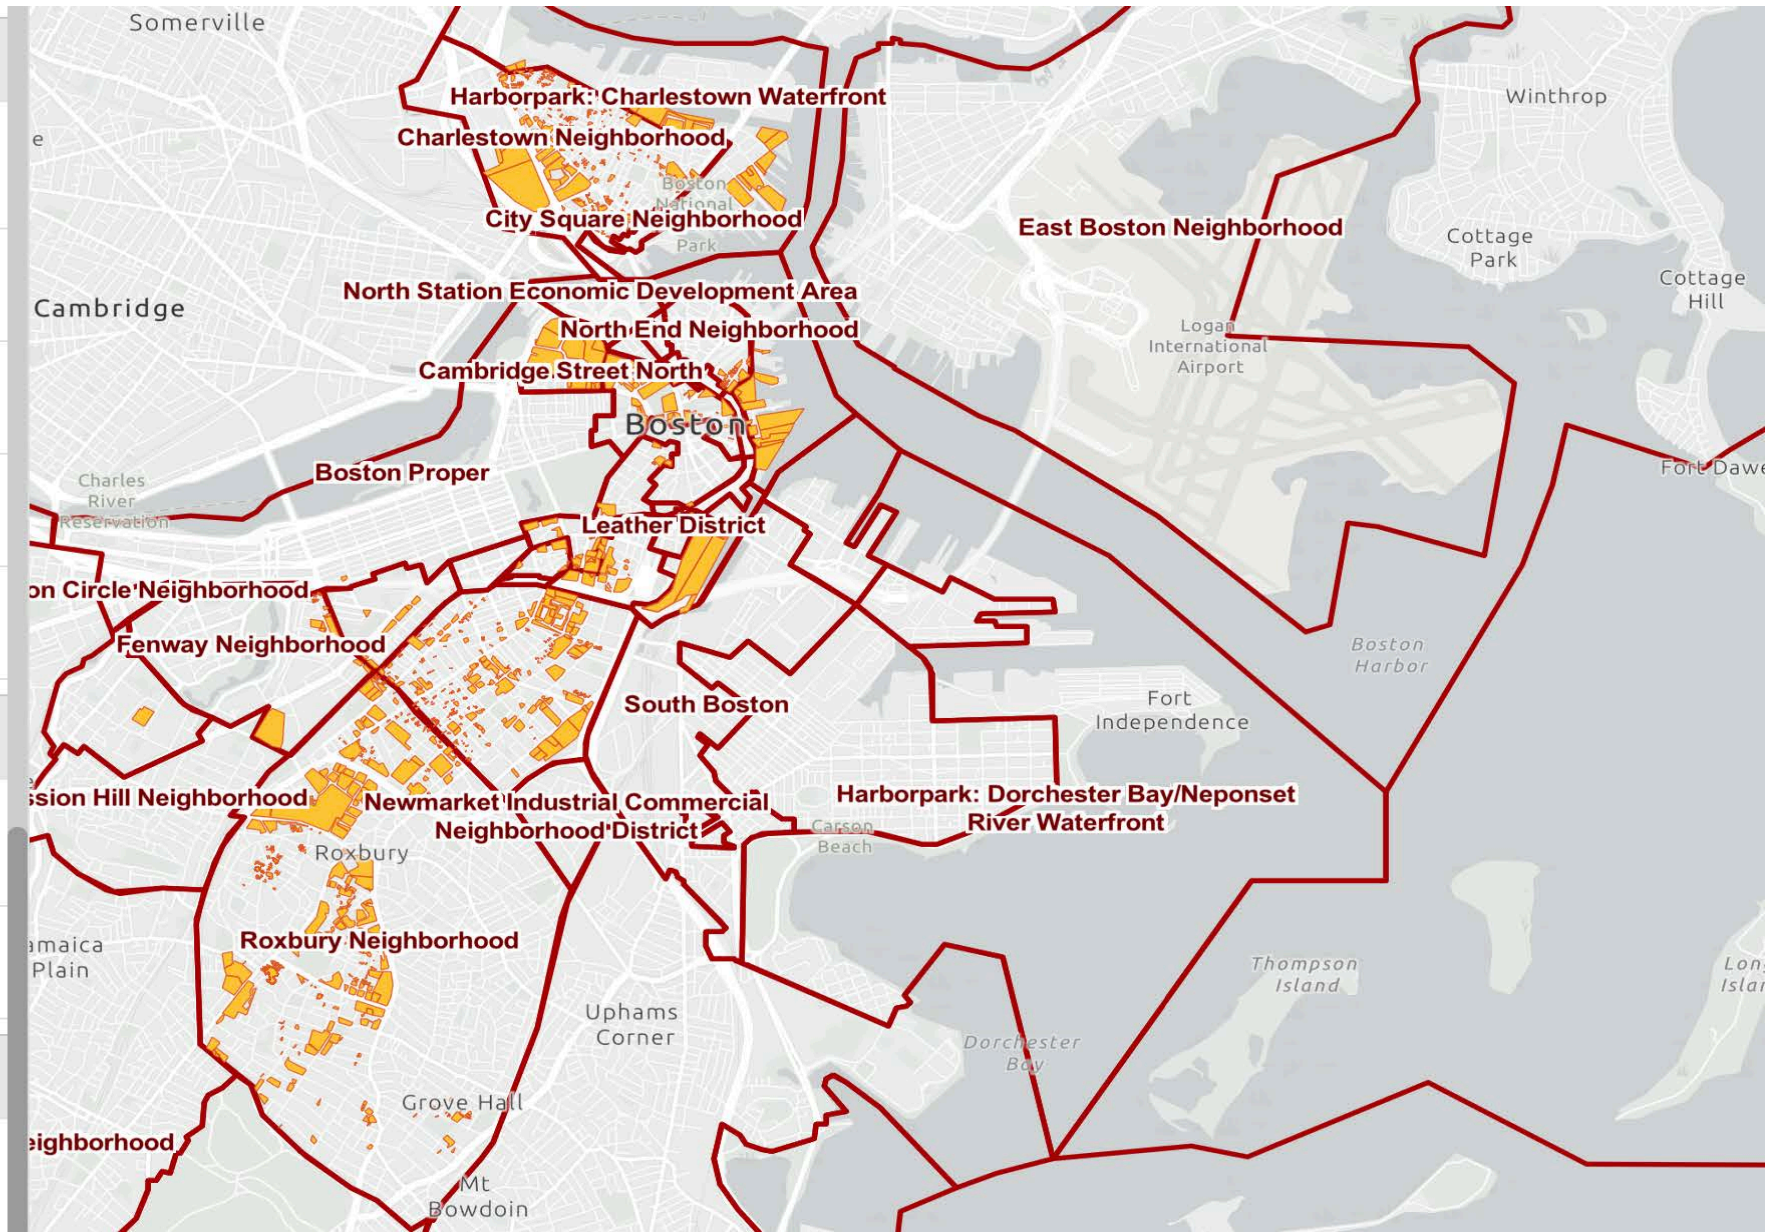 Somerville
Winthrop
Harborpark: Charlestown Waterfront
e
Charlestown Neighborhood
Boston
National
Park
City Square Neighborhood
East Boston Neighborhood
Cottage
Park
Cottage
Hill
North Station Economic Development Area
Cambridge
North End Neighborhood
Logan
International
Airport
Cambridge Street North
Boston
Boston Proper
Charles
River
Reservation
Fort Dawe
Leather District
on Circle Neighborhood
Fenway Neighborhood
Boston
Harbor
South Boston
Fort
Independence
ssion Hill Neighborhood
Newmarket Industrial Commercial
Neighborhood District
Harborpark: Dorchester Bay/Neponset
River Waterfront
Carson
Beach
Roxbury
Roxbury Neighborhood
amaica
Plain
Thompson
Island
Lon
Islan
Uphams
Corner
Dorchester
Bay
Grove Hall
eighborhood
Mt
Bowdoin